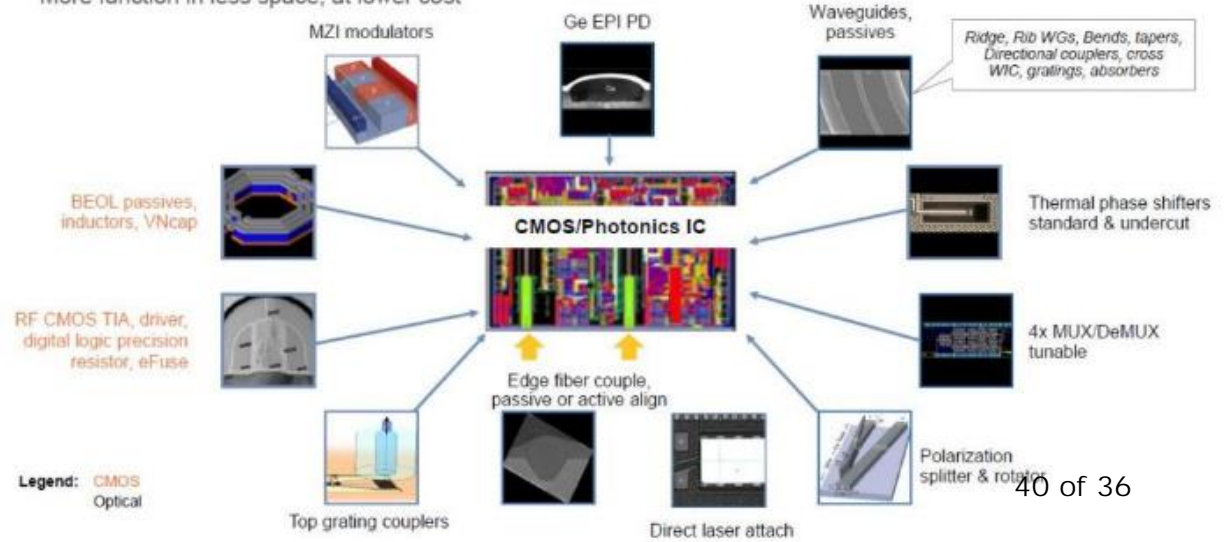 More function in less space, at lower cost
MZI modulators
Ge EPI PD
Waveguides,
passives
Ridge, Rib WGs, Bends, tapers,
Directional couplers, cross
WIC, gratings, absorbers
BEOL passives,
inductors, VNcap
CMOS/Photonics IC
Thermal phase shifters
standard & undercut
RF CMOS TIA, driver,
digital logic precision
resistor, eFuse
4x MUX/DeMUX
tunable
Edge fiber couple,
passive or active align
Polarization
splitter & rotator
40 of 36
Legend: CMOS
Optical
Top grating couplers
Direct laser attach